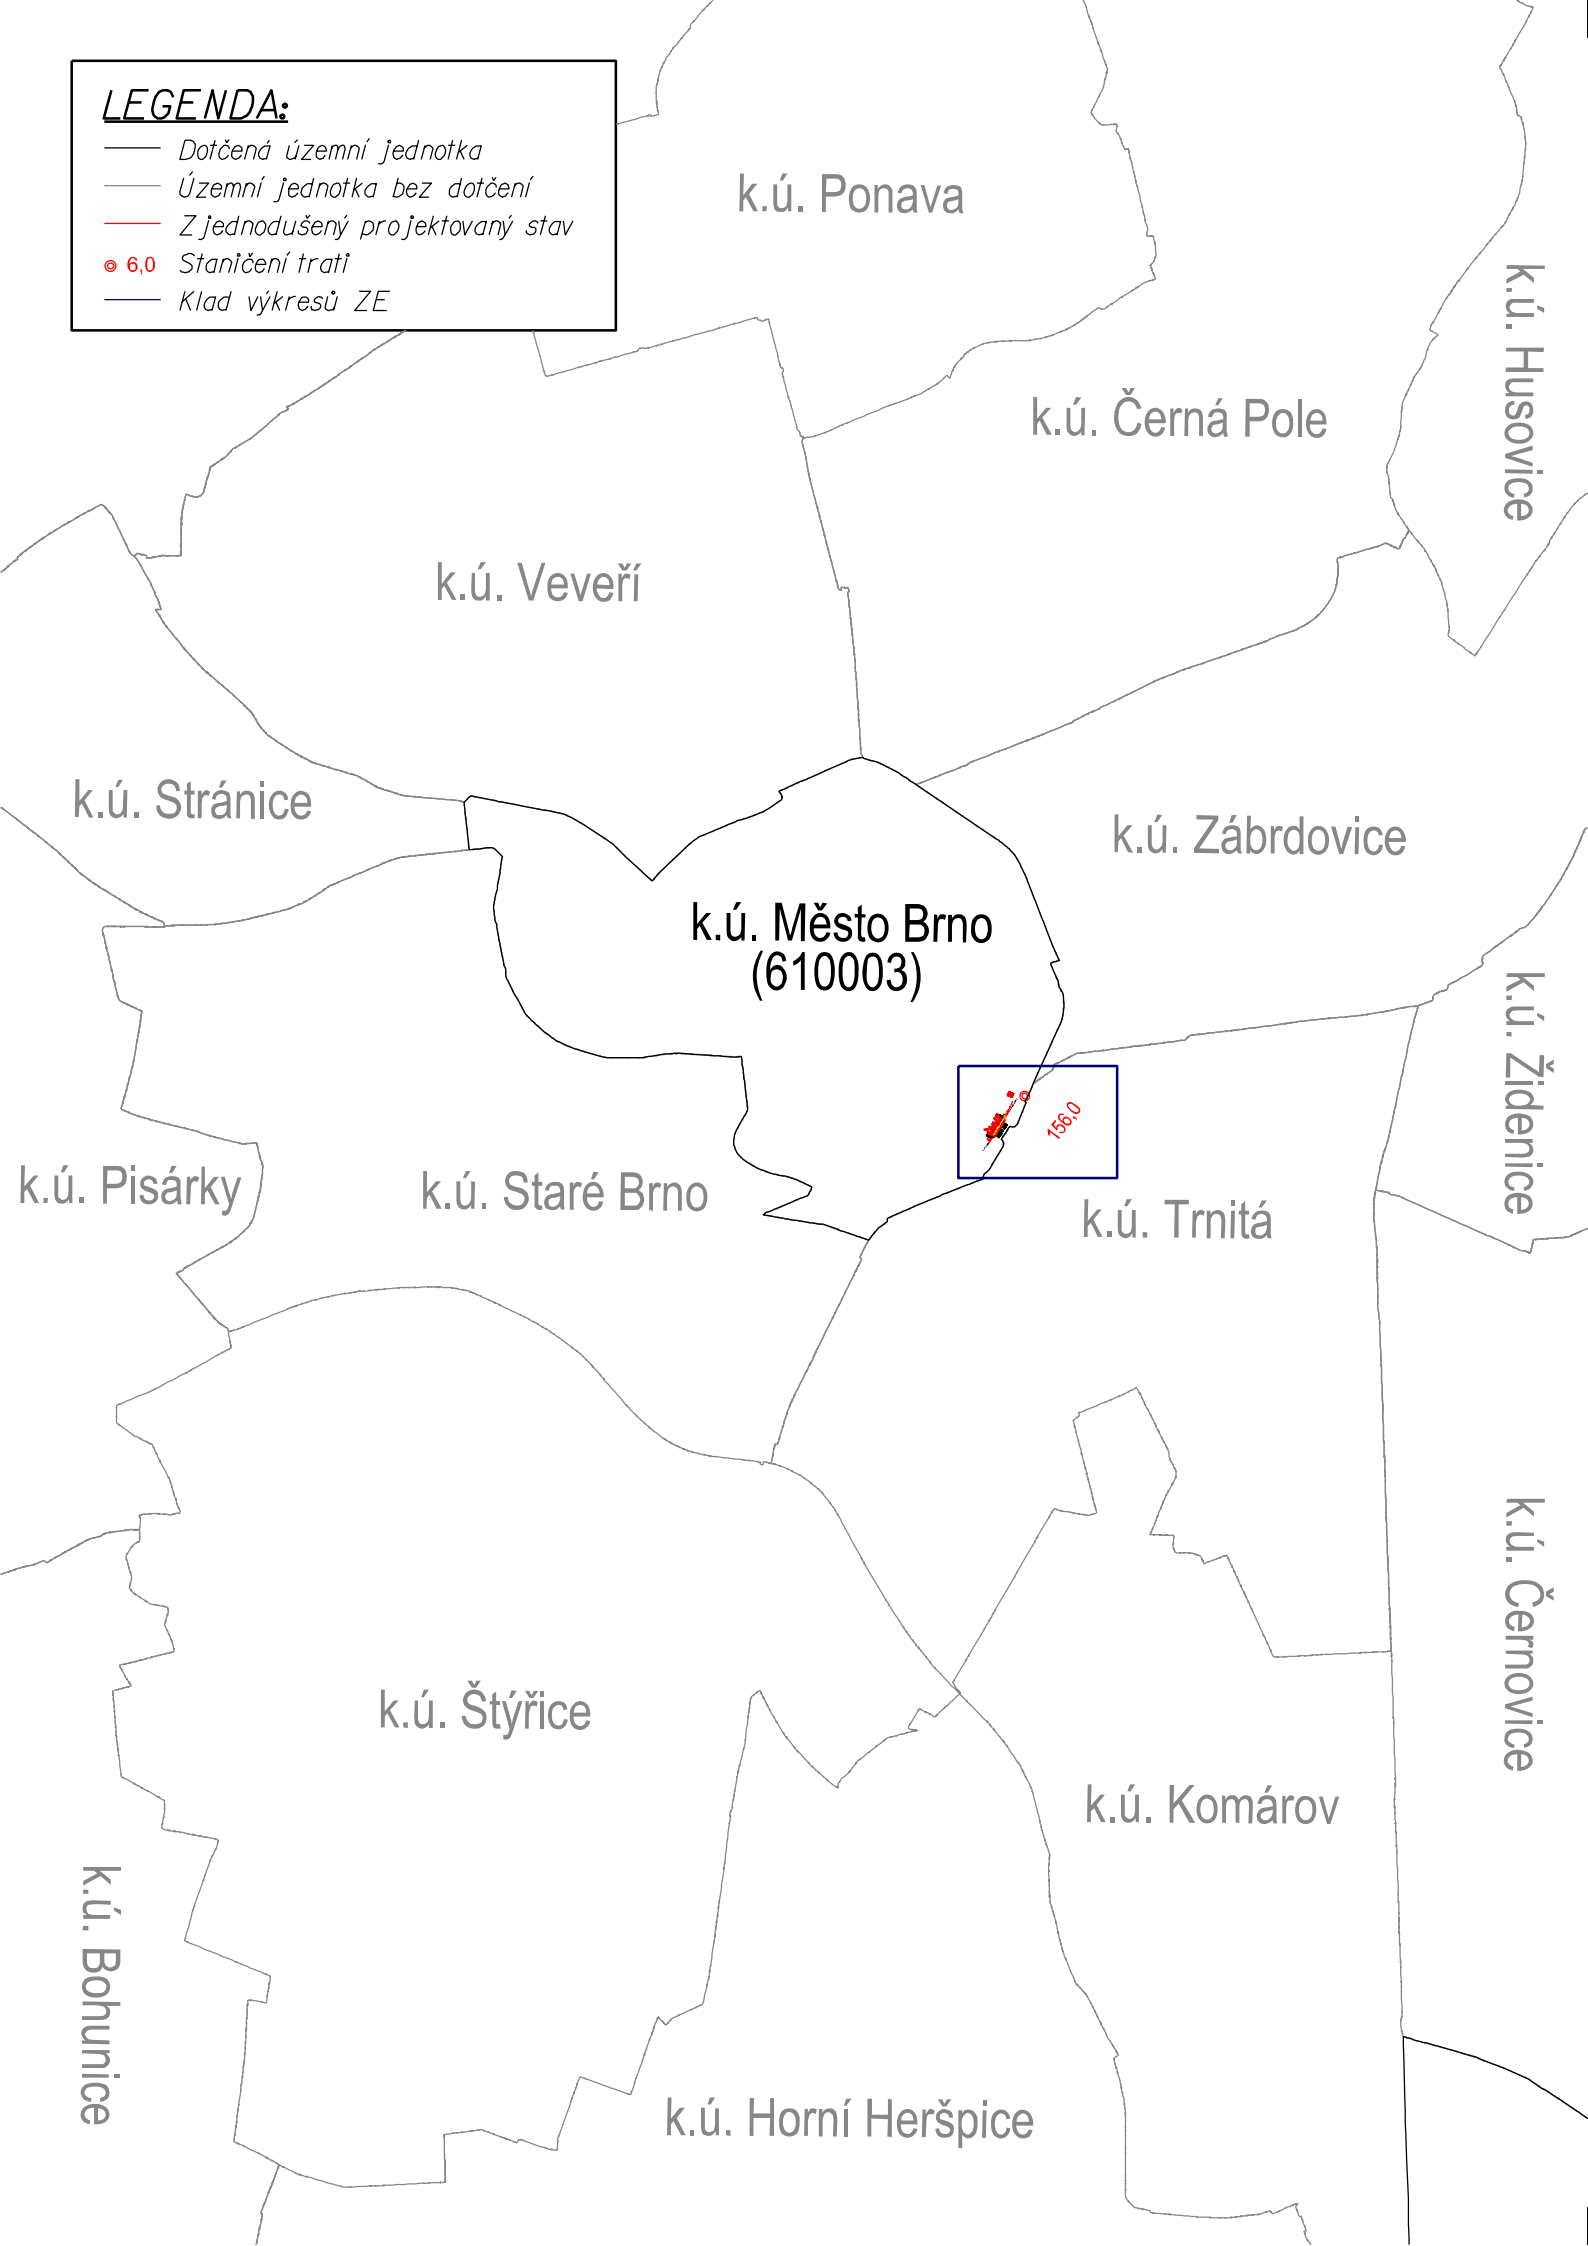 LEGENDA:
Dotčená územní jednotka
Územní jednotka bez dotčení
Zjednodušený projektovaný stav
6,0 Staničení trati
Klad výkresů ZE
k.ú. Ponava
k.ú. Husovice
k.ú. Černá Pole
k.ú. Veveří
k.ú. Stránice
k.ú. Zábrdovice
k.ú. Město Brno
(610003)
k.ú. Židenice
156,0
k.ú. Pisárky
k.ú. Staré Brno
k.ú. Trnitá
k.ú. Černovice
k.ú. Štýřice
k.ú. Komárov
k.ú. Bohunice
k.ú. Horní Heršpice